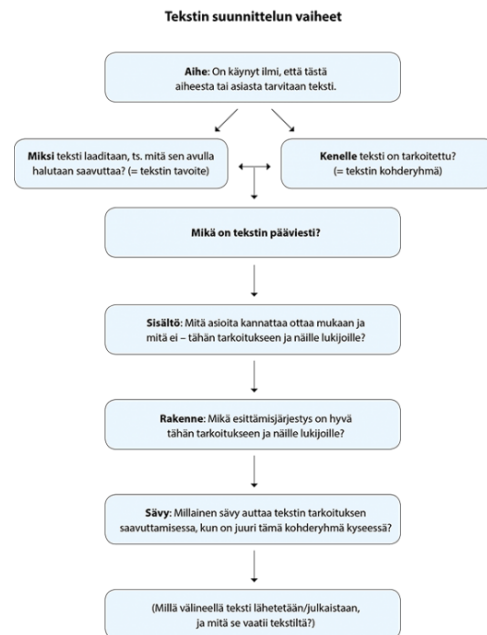 Tekstin suunnittelun vaiheet
Aihe: On käynyt ilmi, että tästä
aiheesta tai asiasta tarvitaan teksti.
Miksi teksti laaditaan, ts. mitä sen avulla
halutaan saavuttaa? (= tekstin tavoite)
Kenelle teksti on tarkoitettu?
(= tekstin kohderyhmä)
Mikä on tekstin pääviesti?
Sisältö: Mitä asioita kannattaa ottaa mukaan ja
mitä ei – tähän tarkoitukseen ja näille lukijoille?
Rakenne: Mikä esittämisjärjestys on hyvä
tähän tarkoitukseen ja näille lukijoille?
Sävy: Millainen sävy auttaa tekstin tarkoituksen
saavuttamisessa, kun on juuri tämä kohderyhmä kyseessä?
(Millä välineellä teksti lähetetään/julkaistaan,
ja mitä se vaatii tekstiltä?)